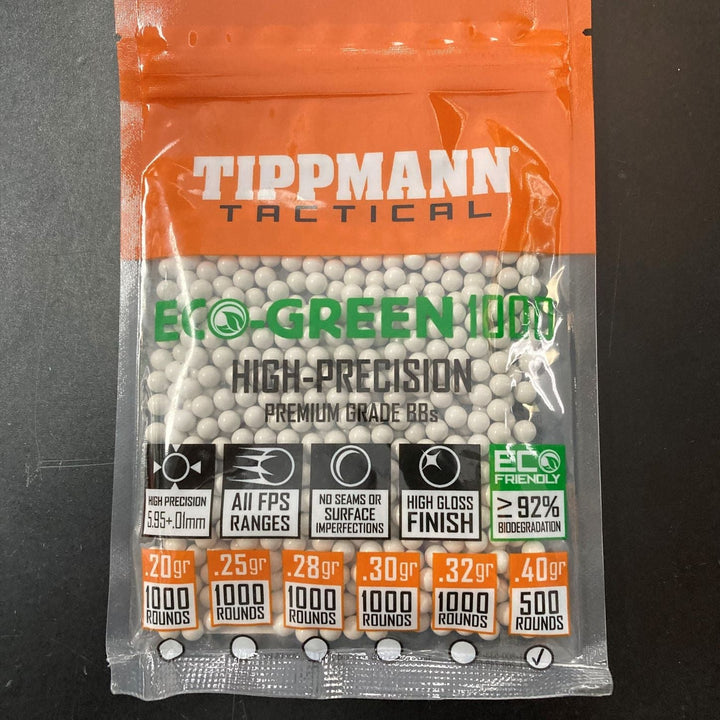 TIPPMANN®
TACTICAL
ECO-GREEN 1000
HIGH-PRECISION
PREMIUM GRADE BBs
HIGH PRECISION
5.95±.01mm
All FPS
RANGES
NO SEAMS OR
SURFACE
IMPERFECTIONS
HIGH GLOSS
FINISH
ECO
FRIENDLY
≥ 92%
BIODEGRADATION
.20gr
1000
ROUNDS
.25gr
1000
ROUNDS
.28gr
1000
ROUNDS
.30gr
1000
ROUNDS
.32gr
1000
ROUNDS
.40gr
500
ROUNDS